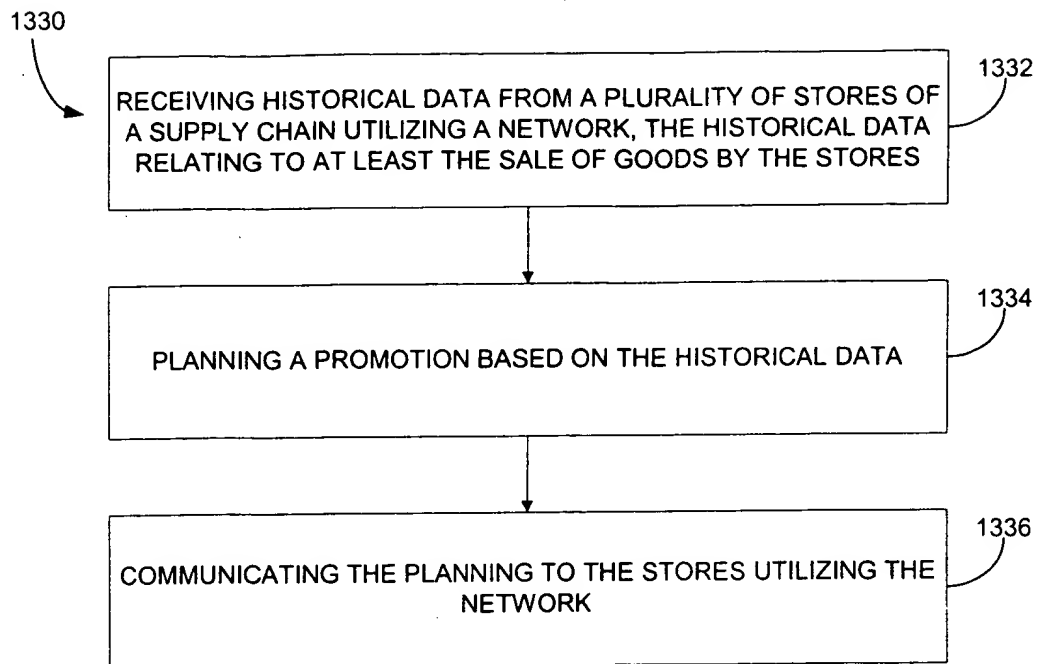 1330
1332
RECEIVING HISTORICAL DATA FROM A PLURALITY OF STORES OF
A SUPPLY CHAIN UTILIZING A NETWORK, THE HISTORICAL DATA
RELATING TO AT LEAST THE SALE OF GOODS BY THE STORES
1334
PLANNING A PROMOTION BASED ON THE HISTORICAL DATA
1336
COMMUNICATING THE PLANNING TO THE STORES UTILIZING THE
NETWORK